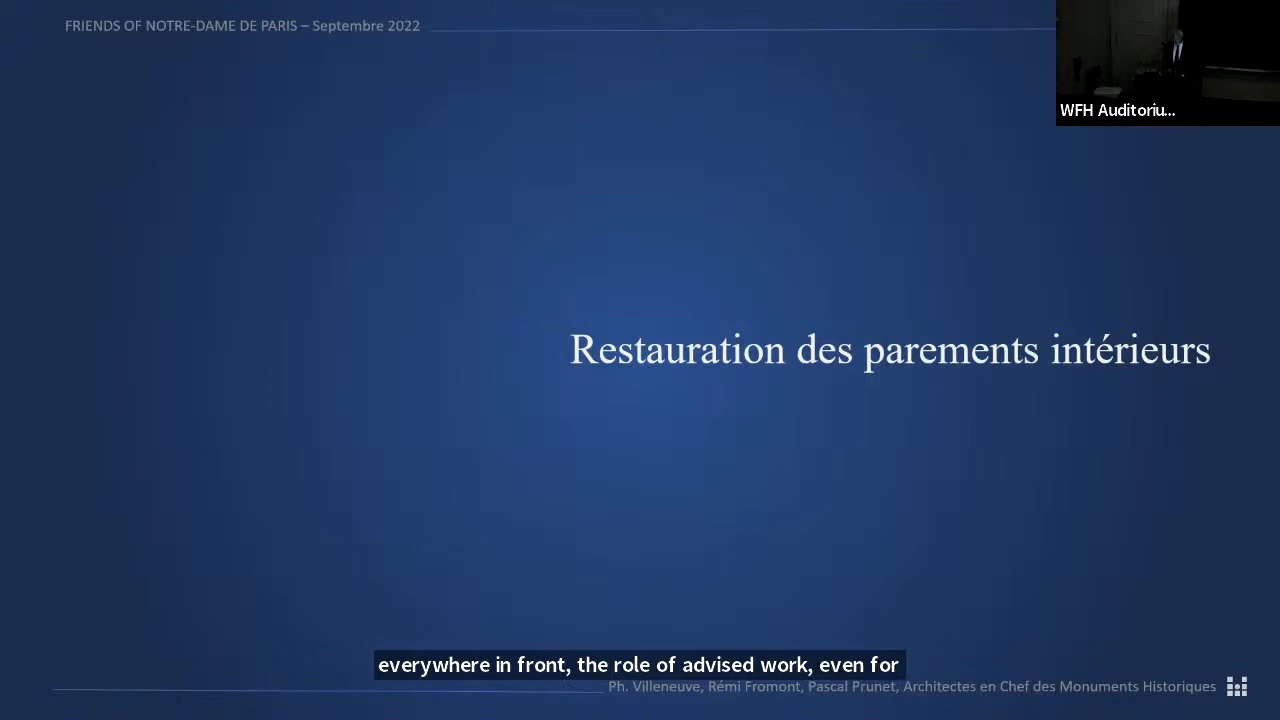 FRIENDS OF NOTRE-DAME DE PARIS – Septembre 2022
WFH Auditoriu...
Restauration des parements intérieurs
everywhere in front, the role of advised work, even for
Ph. Villeneuve, Rémi Fromont, Pascal Prunet, Architectes en Chef des Monuments Historiques